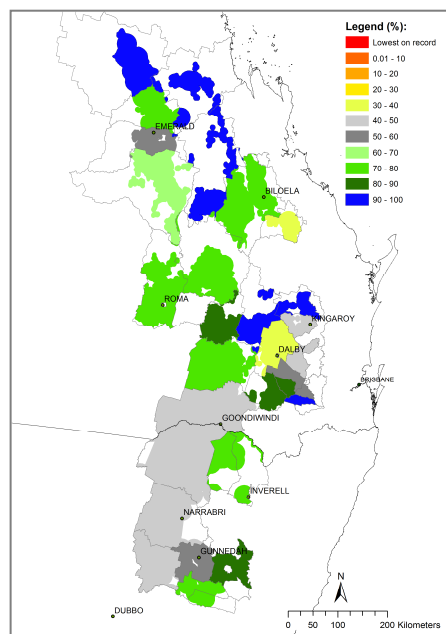 Legend (%):
Lowest on record
0.01 - 10
10 - 20
20 - 30
30 - 40
40 - 50
50 - 60
60 - 70
70 - 80
80 - 90
90 - 100
EMERALD
BILOELA
ROMA
KINGAROY
DALBY
BRISBANE
GOONDIWINDI
INVERELL
NARRABRI
GUNNEDAH
DUBBO
N
0 50 100 200 Kilometers